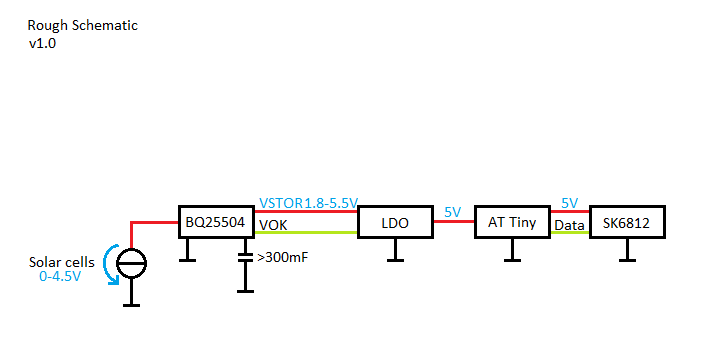 Rough Schematic
v1.0
VSTOR1.8-5.5V
BQ25504
VOK
LDO
5V
AT Tiny
5V
Data
SK6812
Solar cells
0-4.5V
>300mF